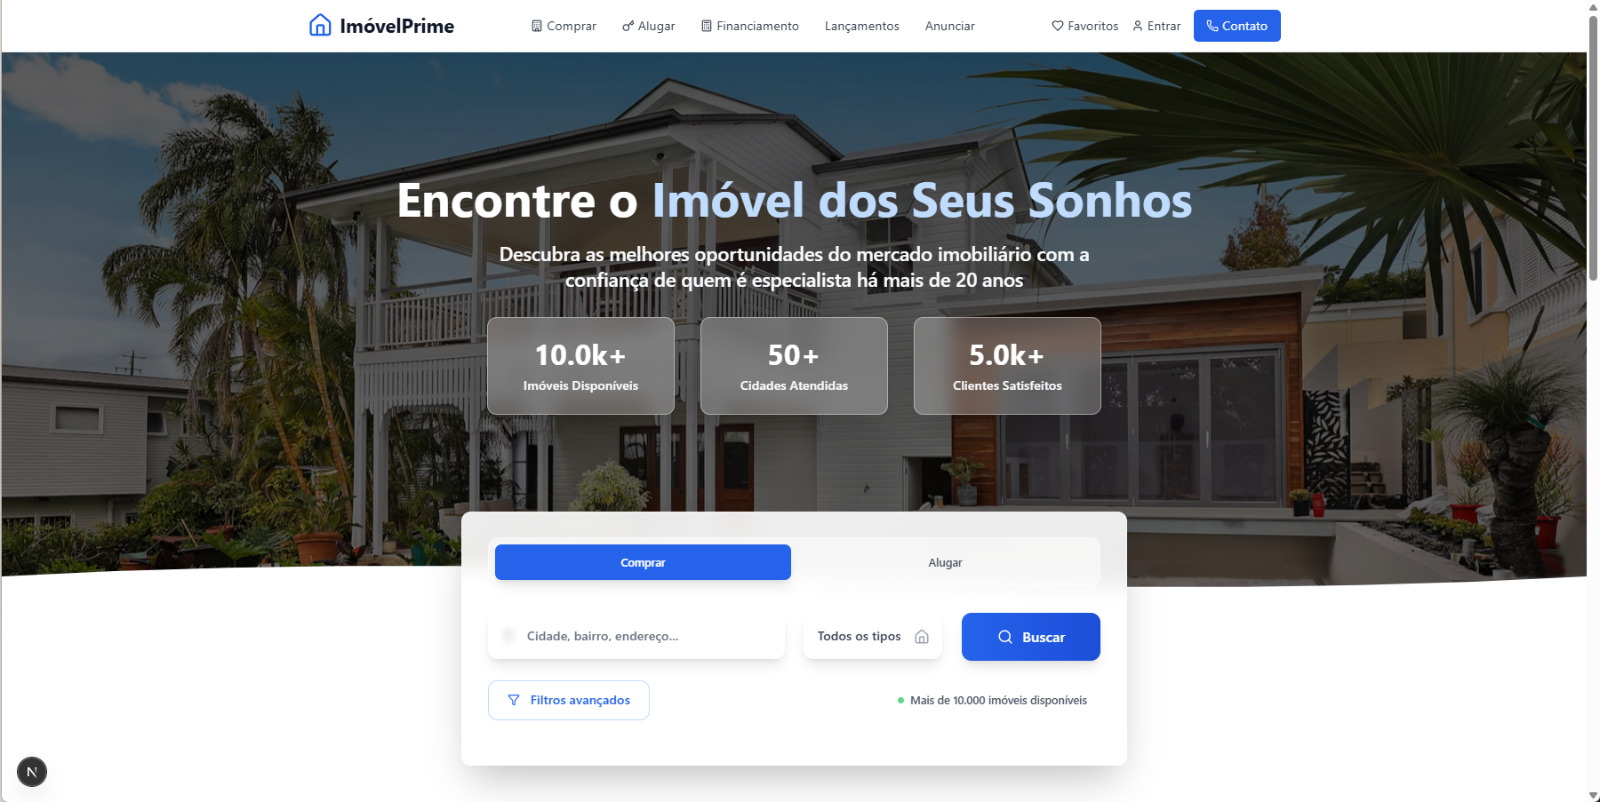 ImóvelPrime
Comprar
Alugar
Financiamento
Lançamentos
Anunciar
Favoritos
Entrar
Contato
Encontre o Imóvel dos Seus Sonhos
Descubra as melhores oportunidades do mercado imobiliário com a
confiança de quem é especialista há mais de 20 anos
10.0k+
Imóveis Disponíveis
50+
Cidades Atendidas
5.0k+
Clientes Satisfeitos
Comprar
Alugar
Cidade, bairro, endereço...
Todos os tipos
Buscar
Filtros avançados
Mais de 10.000 imóveis disponíveis
N